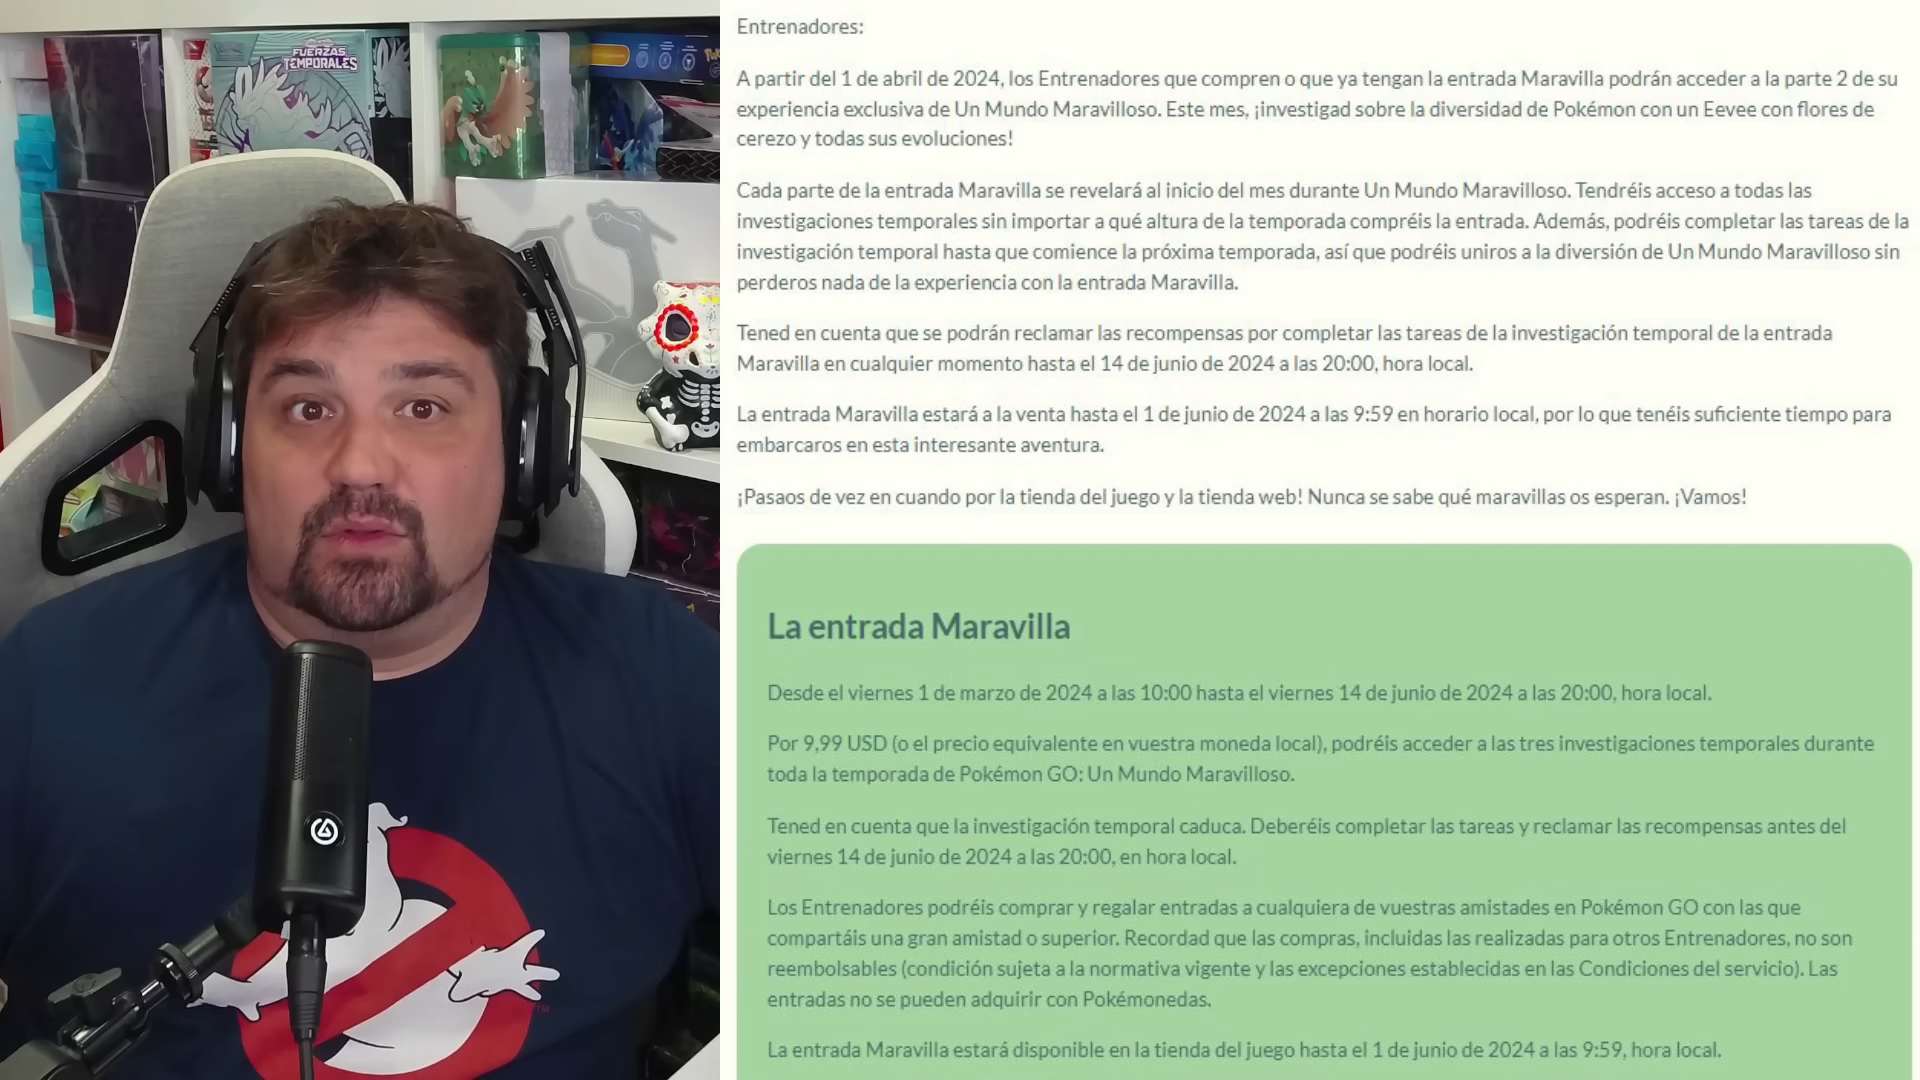 FUERZAS
TEMPORALES
Entrenadores:
A partir del 1 de abril de 2024, los Entrenadores que compren o que ya tengan la entrada Maravilla podrán acceder a la parte 2 de su
experiencia exclusiva de Un Mundo Maravilloso. Este mes, ¡investigad sobre la diversidad de Pokémon con un Eevee con flores de
cerezo y todas sus evoluciones!
Cada parte de la entrada Maravilla se revelará al inicio del mes durante Un Mundo Maravilloso. Tendréis acceso a todas las
investigaciones temporales sin importar a qué altura de la temporada compréis la entrada. Además, podréis completar las tareas de la
investigación temporal hasta que comience la próxima temporada, así que podréis uniros a la diversión de Un Mundo Maravilloso sin
perderos nada de la experiencia con la entrada Maravilla.
Tened en cuenta que se podrán reclamar las recompensas por completar las tareas de la investigación temporal de la entrada
Maravilla en cualquier momento hasta el 14 de junio de 2024 a las 20:00, hora local.
La entrada Maravilla estará a la venta hasta el 1 de junio de 2024 a las 9:59 en horario local, por lo que tenéis suficiente tiempo para
embarcaros en esta interesante aventura.
¡Pasaos de vez en cuando por la tienda del juego y la tienda web! Nunca se sabe qué maravillas os esperan. ¡Vamos!
La entrada Maravilla
Desde el viernes 1 de marzo de 2024 a las 10:00 hasta el viernes 14 de junio de 2024 a las 20:00, hora local.
Por 9,99 USD (o el precio equivalente en vuestra moneda local), podréis acceder a las tres investigaciones temporales durante
toda la temporada de Pokémon GO: Un Mundo Maravilloso.
Tened en cuenta que la investigación temporal caduca. Deberéis completar las tareas y reclamar las recompensas antes del
viernes 14 de junio de 2024 a las 20:00, en hora local.
Los Entrenadores podréis comprar y regalar entradas a cualquiera de vuestras amistades en Pokémon GO con las que
compartáis una gran amistad o superior. Recordad que las compras, incluidas las realizadas para otros Entrenadores, no son
reembolsables (condición sujeta a la normativa vigente y las excepciones establecidas en las Condiciones del servicio). Las
entradas no se pueden adquirir con Pokémonedas.
La entrada Maravilla estará disponible en la tienda del juego hasta el 1 de junio de 2024 a las 9:59, hora local.